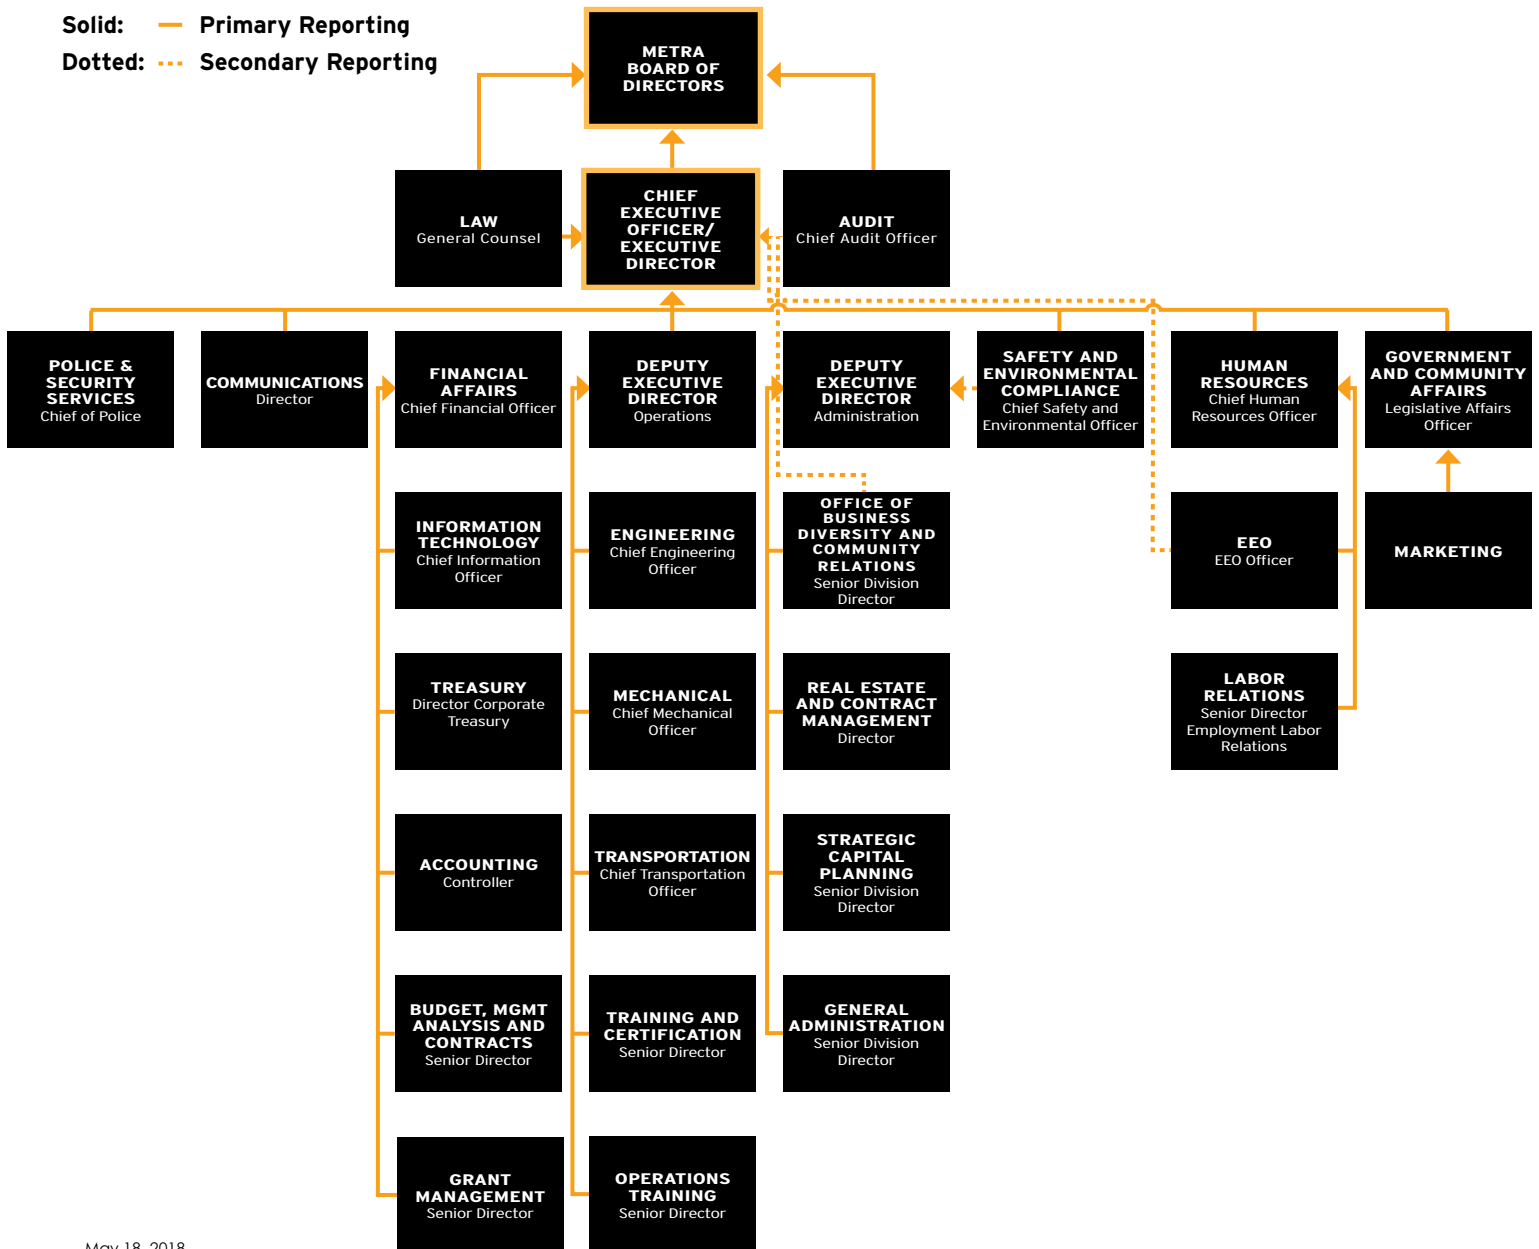 Solid: Primary Reporting
Dotted: Secondary Reporting
METRA
BOARD OF
DIRECTORS
LAW
General Counsel
CHIEF
EXECUTIVE
OFFICER/
EXECUTIVE
DIRECTOR
AUDIT
Chief Audit Officer
POLICE &
SECURITY
SERVICES
Chief of Police
COMMUNICATIONS
Director
FINANCIAL
AFFAIRS
Chief Financial Officer
DEPUTY
EXECUTIVE
DIRECTOR
Operations
DEPUTY
EXECUTIVE
DIRECTOR
Administration
SAFETY AND
ENVIRONMENTAL
COMPLIANCE
Chief Safety and
Environmental Officer
HUMAN
RESOURCES
Chief Human
Resources Officer
GOVERNMENT
AND COMMUNITY
AFFAIRS
Legislative Affairs
Officer
INFORMATION
TECHNOLOGY
Chief Information
Officer
ENGINEERING
Chief Engineering
Officer
OFFICE OF
BUSINESS
DIVERSITY AND
COMMUNITY
RELATIONS
Senior Division
Director
EEO
EEO Officer
MARKETING
TREASURY
Director Corporate
Treasury
MECHANICAL
Chief Mechanical
Officer
REAL ESTATE
AND CONTRACT
MANAGEMENT
Director
LABOR
RELATIONS
Senior Director
Employment Labor
Relations
ACCOUNTING
Controller
TRANSPORTATION
Chief Transportation
Officer
STRATEGIC
CAPITAL
PLANNING
Senior Division
Director
BUDGET, MGMT
ANALYSIS AND
CONTRACTS
Senior Director
TRAINING AND
CERTIFICATION
Senior Director
GENERAL
ADMINISTRATION
Senior Division
Director
GRANT
MANAGEMENT
Senior Director
OPERATIONS
TRAINING
Senior Director
May 18, 2018